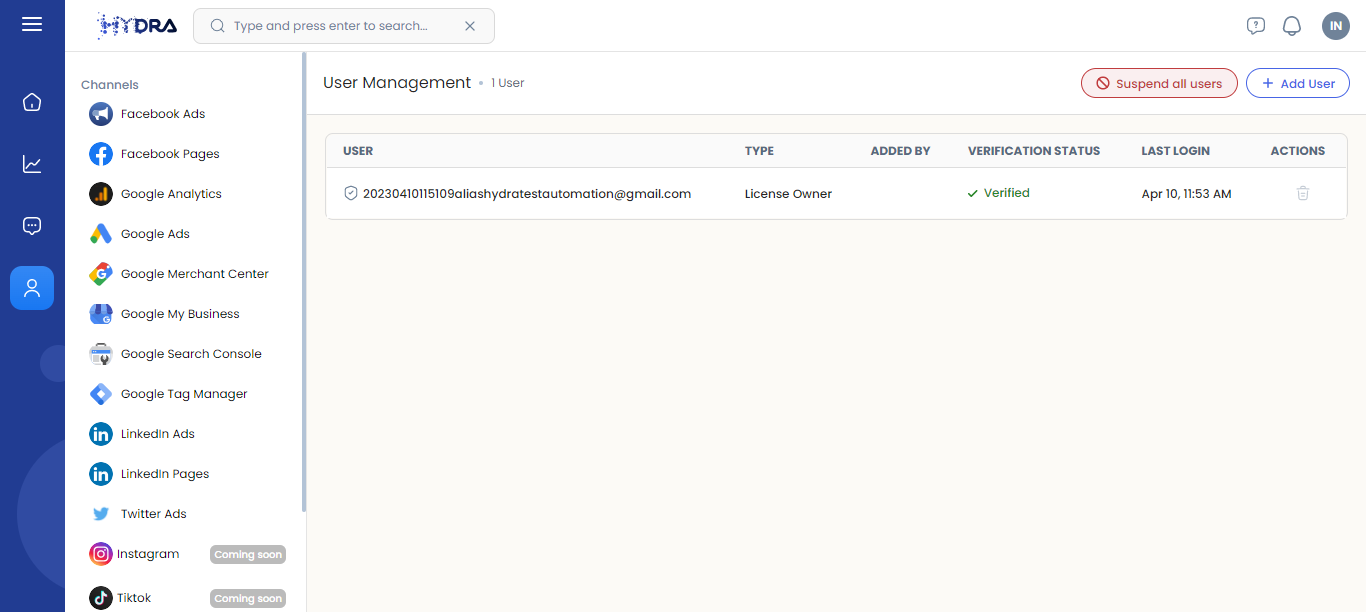 HYDRA
Type and press enter to search...
IN
Channels
Facebook Ads
Facebook Pages
Google Analytics
Google Ads
Google Merchant Center
Google My Business
Google Search Console
Google Tag Manager
LinkedIn Ads
LinkedIn Pages
Twitter Ads
Instagram Coming soon
Tiktok Coming soon
User Management • 1 User
Suspend all users
+ Add User
USER TYPE ADDED BY VERIFICATION STATUS LAST LOGIN ACTIONS
20230410115109aliashydratestautomation@gmail.com License Owner Verified Apr 10, 11:53 AM